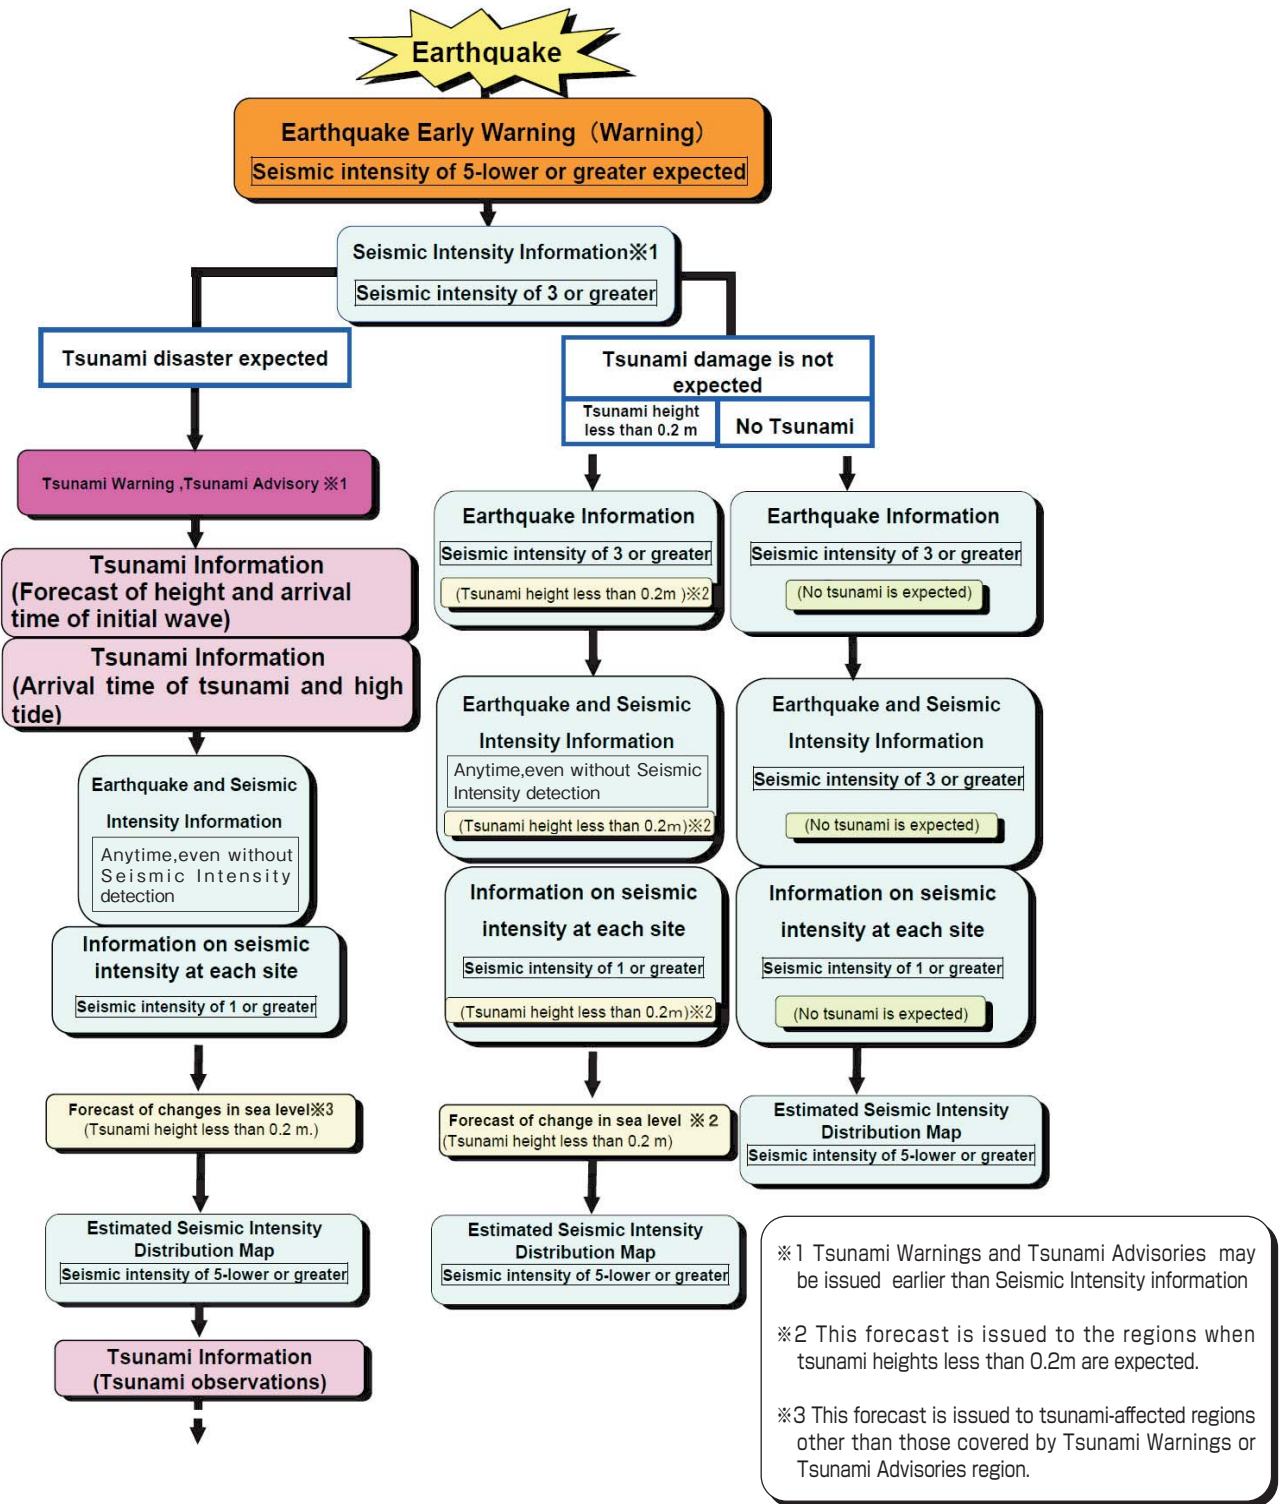 Earthquake
Earthquake Early Warning（Warning）
Seismic intensity of 5-lower or greater expected
Seismic Intensity Information※1
Seismic intensity of 3 or greater
Tsunami disaster expected
Tsunami Warning ,Tsunami Advisory ※1
Tsunami Information
(Forecast of height and arrival
time of initial wave)
Tsunami Information
(Arrival time of tsunami and high
tide)
Earthquake and Seismic
Intensity Information
Anytime,even without
Seismic Intensity
detection
Information on seismic
intensity at each site
Seismic intensity of 1 or greater
Forecast of changes in sea level※3
(Tsunami height less than 0.2 m.)
Estimated Seismic Intensity
Distribution Map
Seismic intensity of 5-lower or greater
Tsunami Information
(Tsunami observations)
Tsunami damage is not
expected
Tsunami height
less than 0.2 m
No Tsunami
Earthquake Information
Seismic intensity of 3 or greater
(Tsunami height less than 0.2m )※2
Earthquake and Seismic
Intensity Information
Anytime,even without Seismic
Intensity detection
(Tsunami height less than 0.2m)※2
Information on seismic
intensity at each site
Seismic intensity of 1 or greater
(Tsunami height less than 0.2m)※2
Forecast of change in sea level ※2
(Tsunami height less than 0.2 m)
Estimated Seismic Intensity
Distribution Map
Seismic intensity of 5-lower or greater
Earthquake Information
Seismic intensity of 3 or greater
(No tsunami is expected)
Earthquake and Seismic
Intensity Information
Seismic intensity of 3 or greater
(No tsunami is expected)
Information on seismic
intensity at each site
Seismic intensity of 1 or greater
(No tsunami is expected)
Estimated Seismic Intensity
Distribution Map
Seismic intensity of 5-lower or greater
※1 Tsunami Warnings and Tsunami Advisories may
be issued earlier than Seismic Intensity information
※2 This forecast is issued to the regions when
tsunami heights less than 0.2m are expected.
※3 This forecast is issued to tsunami-affected regions
other than those covered by Tsunami Warnings or
Tsunami Advisories region.